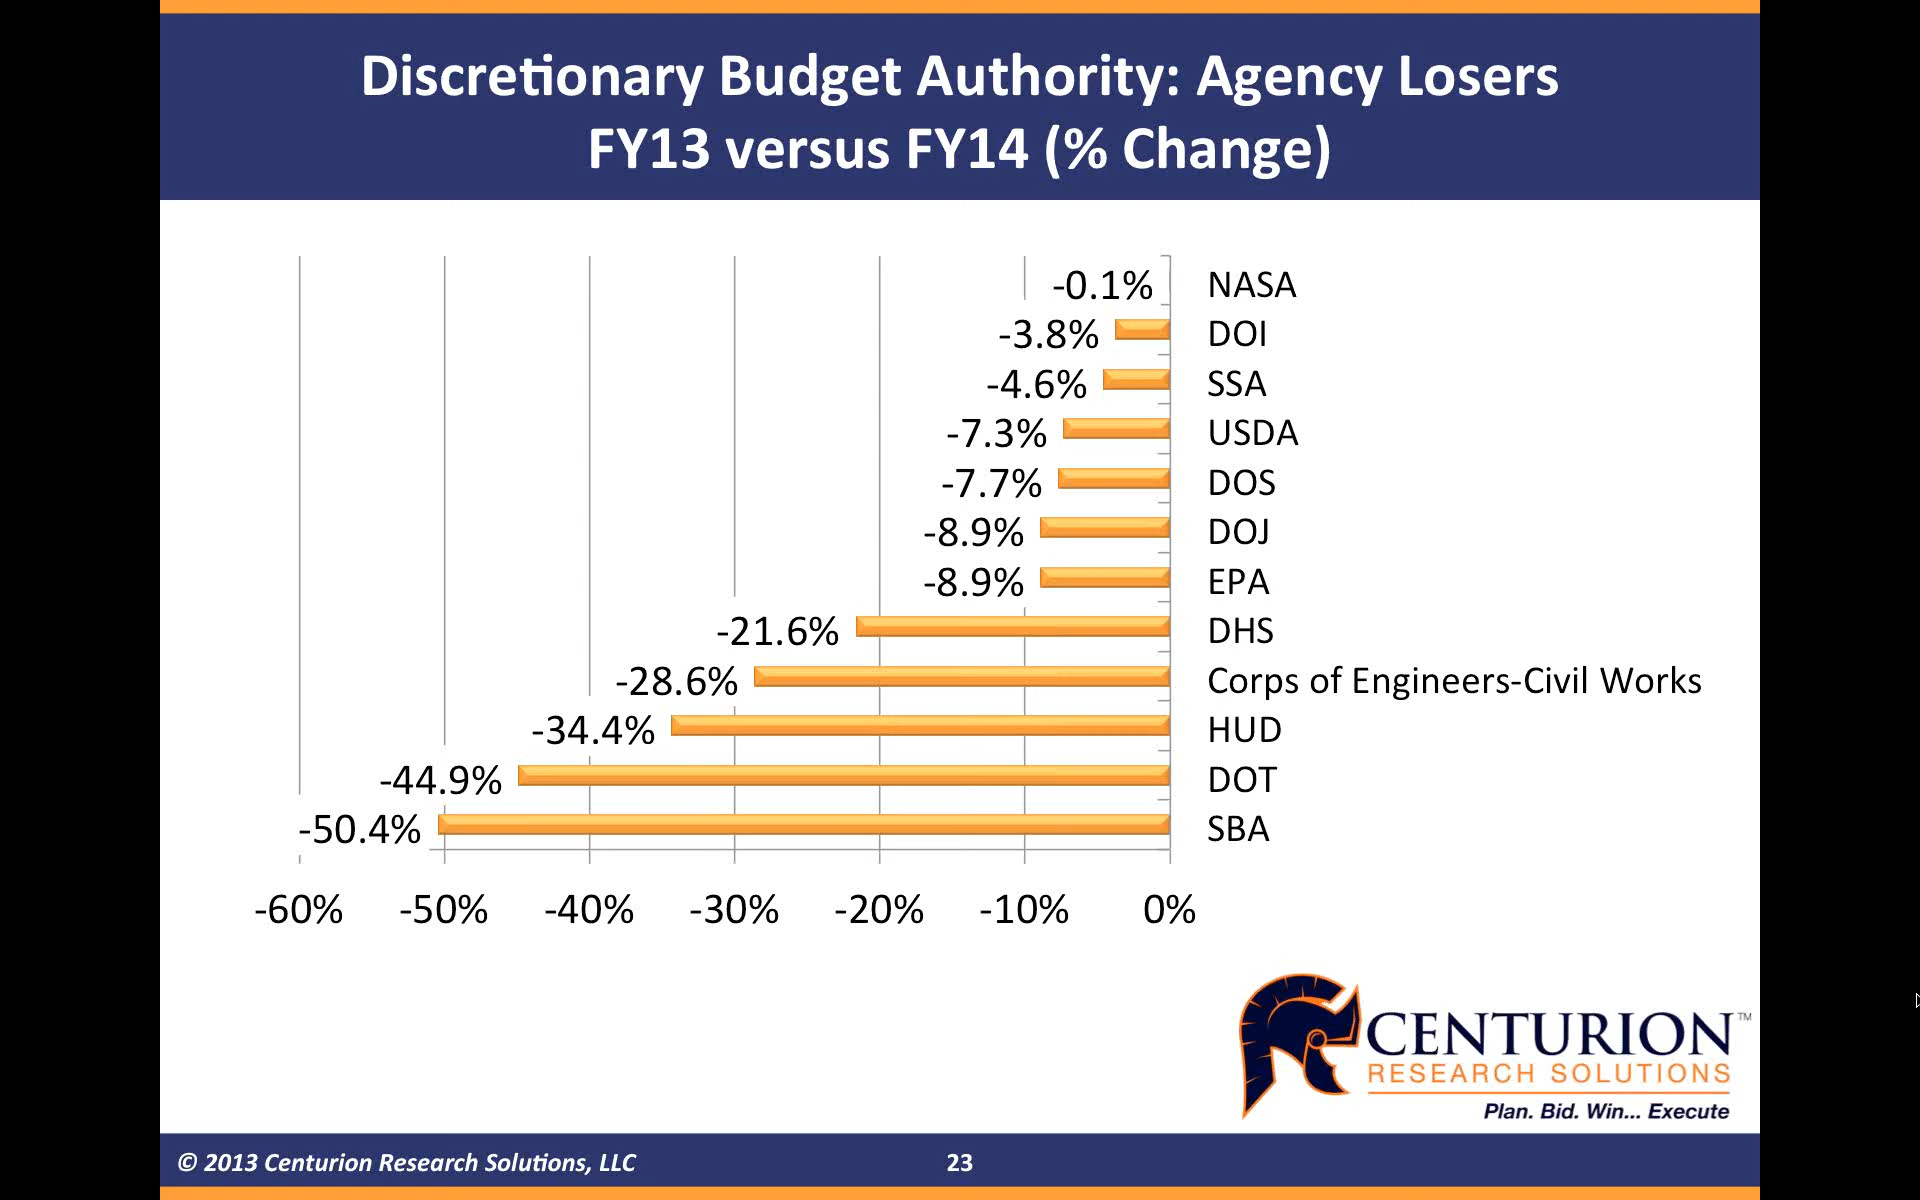 Discretionary Budget Authority: Agency Losers
FY13 versus FY14 (% Change)
-0.1% NASA
-3.8% DOI
-4.6% SSA
-7.3% USDA
-7.7% DOS
-8.9% DOJ
-8.9% EPA
-21.6% DHS
-28.6% Corps of Engineers-Civil Works
-34.4% HUD
-44.9% DOT
-50.4% SBA
-60% -50% -40% -30% -20% -10% 0%
CENTURION™
RESEARCH SOLUTIONS
Plan. Bid. Win... Execute
© 2013 Centurion Research Solutions, LLC 23